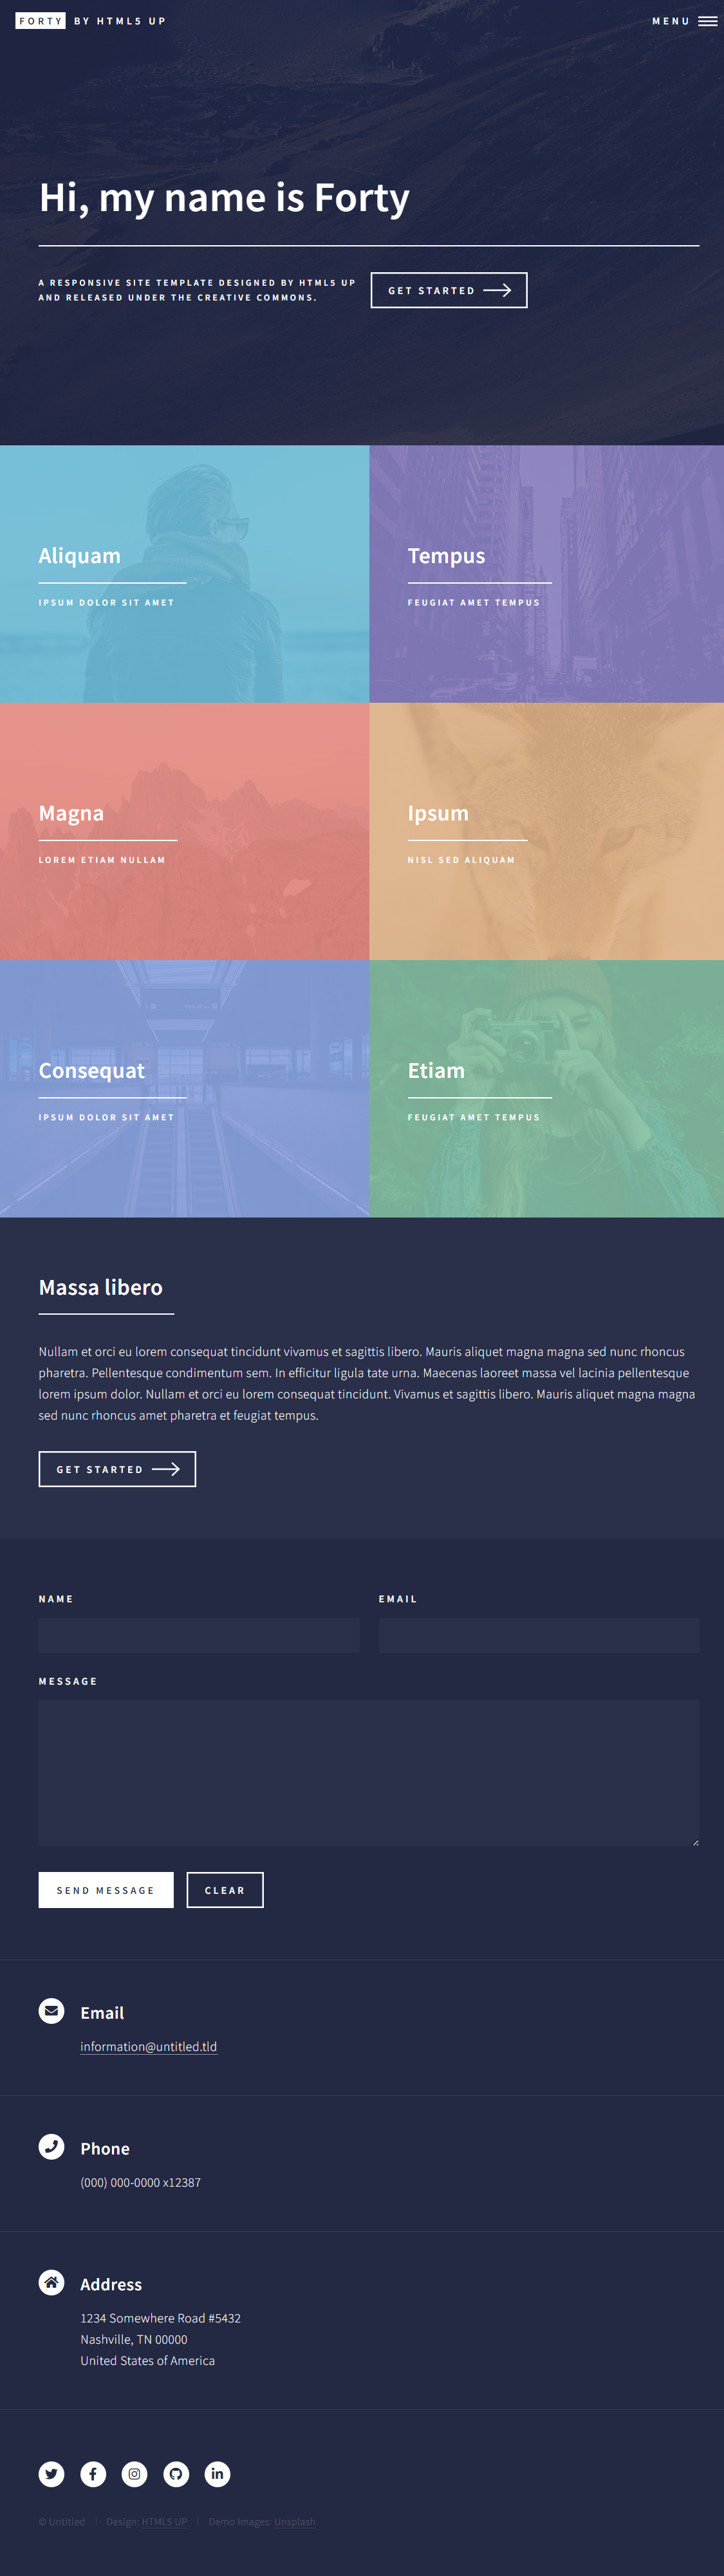 FORTY BY HTML5 UP
MENU
Hi, my name is Forty
A RESPONSIVE SITE TEMPLATE DESIGNED BY HTML5 UP
AND RELEASED UNDER THE CREATIVE COMMONS.
GET STARTED
Aliquam
IPSUM DOLOR SIT AMET
Tempus
FEUGIAT AMET TEMPUS
Magna
LOREM ETIAM NULLAM
Ipsum
NISL SED ALIQUAM
Consequat
IPSUM DOLOR SIT AMET
Etiam
FEUGIAT AMET TEMPUS
Massa libero
Nullam et orci eu lorem consequat tincidunt vivamus et sagittis libero. Mauris aliquet magna magna sed nunc rhoncus
pharetra. Pellentesque condimentum sem. In efficitur ligula tate urna. Maecenas laoreet massa vel lacinia pellentesque
lorem ipsum dolor. Nullam et orci eu lorem consequat tincidunt. Vivamus et sagittis libero. Mauris aliquet magna magna
sed nunc rhoncus amet pharetra et feugiat tempus.
GET STARTED
NAME
EMAIL
MESSAGE
SEND MESSAGE
CLEAR
Email
information@untitled.tld
Phone
(000) 000-0000 x12387
Address
1234 Somewhere Road #5432
Nashville, TN 00000
United States of America
© Untitled
Design: HTML5 UP
Demo Images: Unsplash